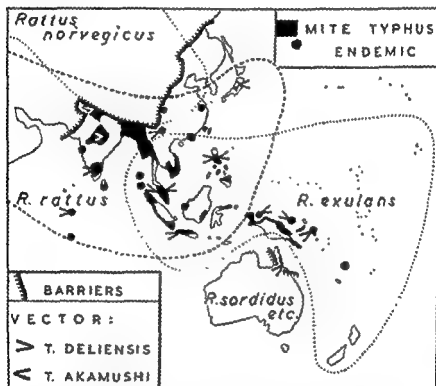 Rattus
norvegicus
MITE TYPHUS
ENDEMIC
R. rattus
R. exulans
R. sordidus
etc.
BARRIERS
VECTOR:
> T. DELIENSIS
< T. AKAMUSHI